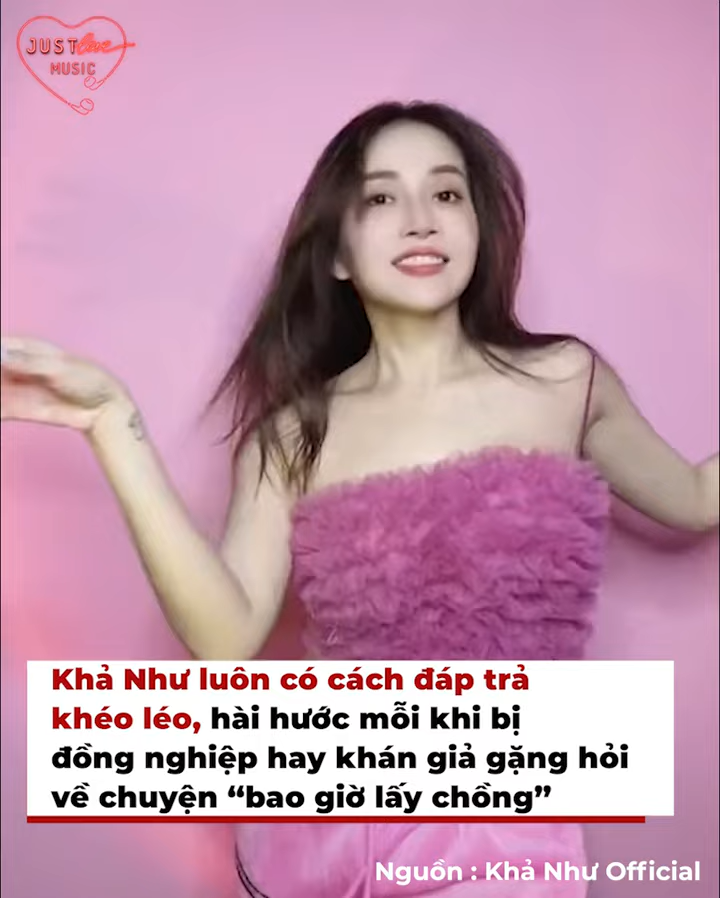 JUST love
MUSIC
Khả Như luôn có cách đáp trả
khéo léo, hài hước mỗi khi bị
đồng nghiệp hay khán giả gặng hỏi
về chuyện “bao giờ lấy chồng”
Nguồn : Khả Như Official